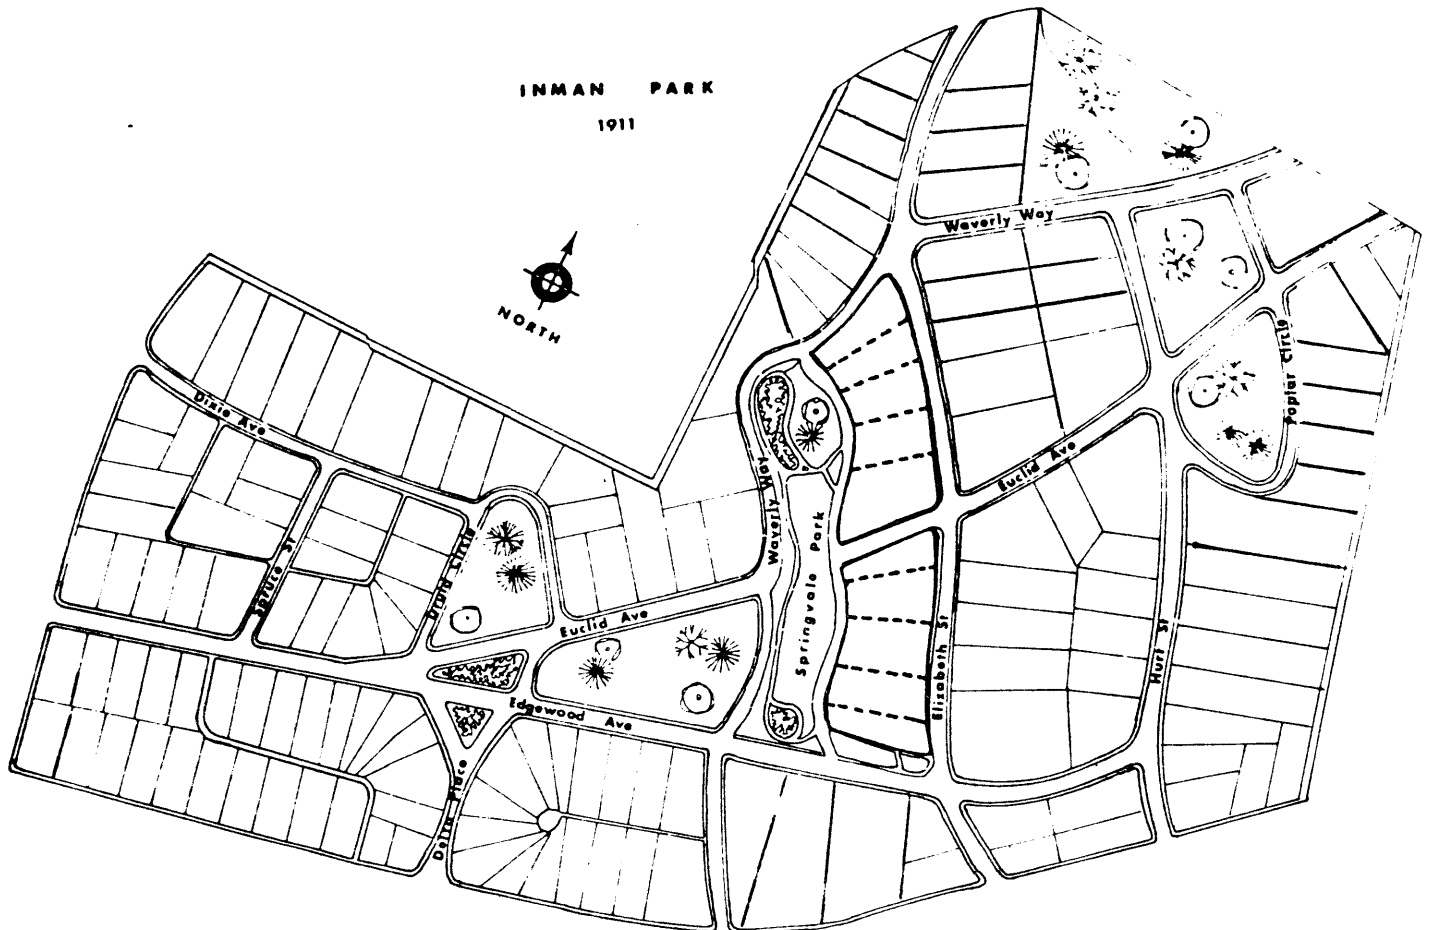 INMAN PARK
1911
NORTH
Waverly Way
Dixie Ave
Poplar Circle
Euclid Ave
Waverly Way
Springvale Park
Spruce St
Druid Circle
Euclid Ave
Elizabeth St
Hurt St
Edgewood Ave
Delta Place